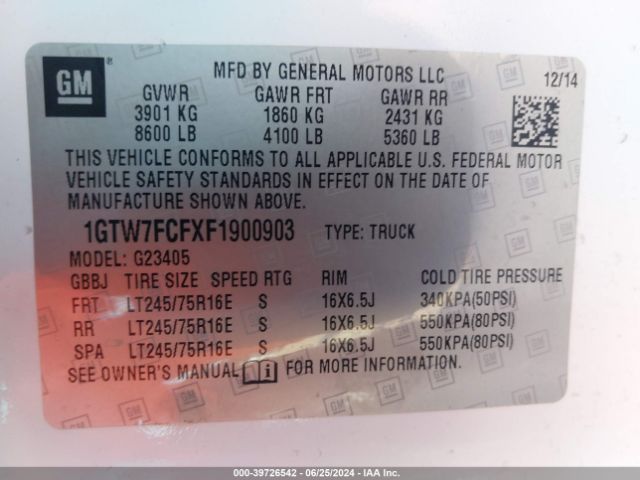 GM ®
MFD BY GENERAL MOTORS LLC
12/14
GVWR GAWR FRT GAWR RR
3901 KG 1860 KG 2431 KG
8600 LB 4100 LB 5360 LB
THIS VEHICLE CONFORMS TO ALL APPLICABLE U.S. FEDERAL MOTOR
VEHICLE SAFETY STANDARDS IN EFFECT ON THE DATE OF
MANUFACTURE SHOWN ABOVE.
1GTW7FCFXF1900903 TYPE: TRUCK
MODEL: G23405
GBBJ TIRE SIZE SPEED RTG RIM COLD TIRE PRESSURE
FRT LT245/75R16E S 16X6.5J 340KPA(50PSI)
RR LT245/75R16E S 16X6.5J 550KPA(80PSI)
SPA LT245/75R16E S 16X6.5J 550KPA(80PSI)
SEE OWNER'S MANUAL FOR MORE INFORMATION.
000-39726542 / 06/25/2024 - IAA Inc.